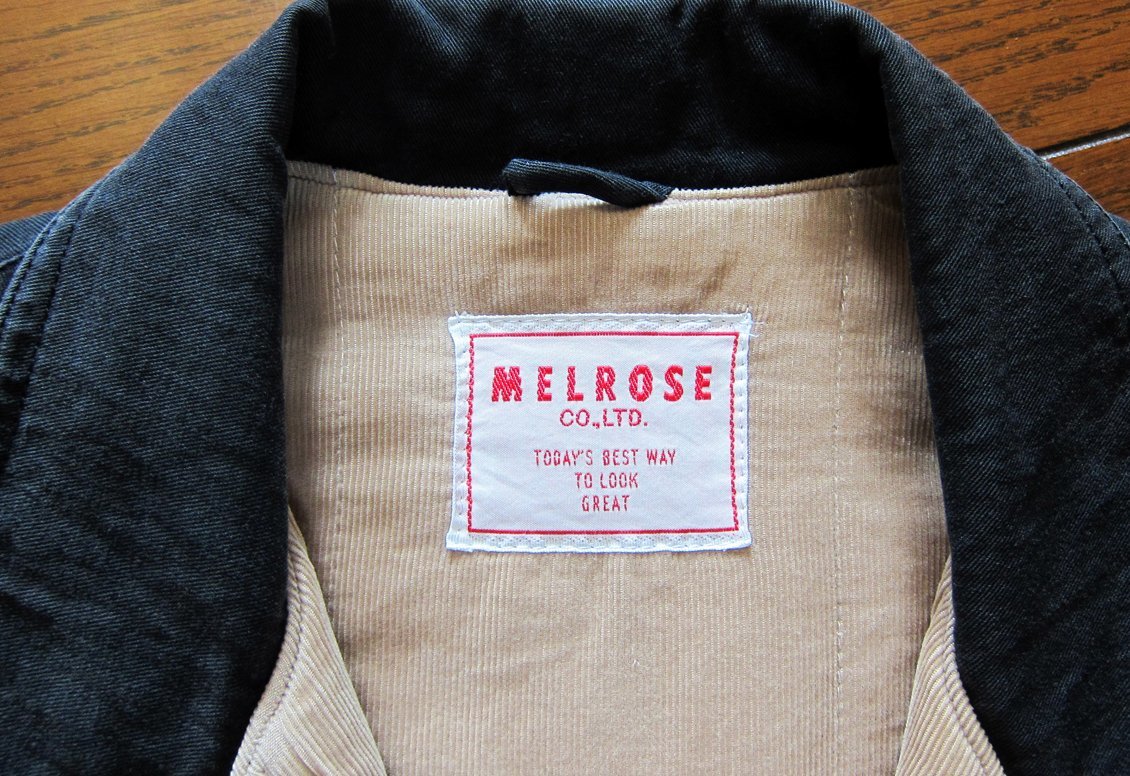 MELROSE
CO.,LTD.
TODAY'S BEST WAY
TO LOOK
GREAT